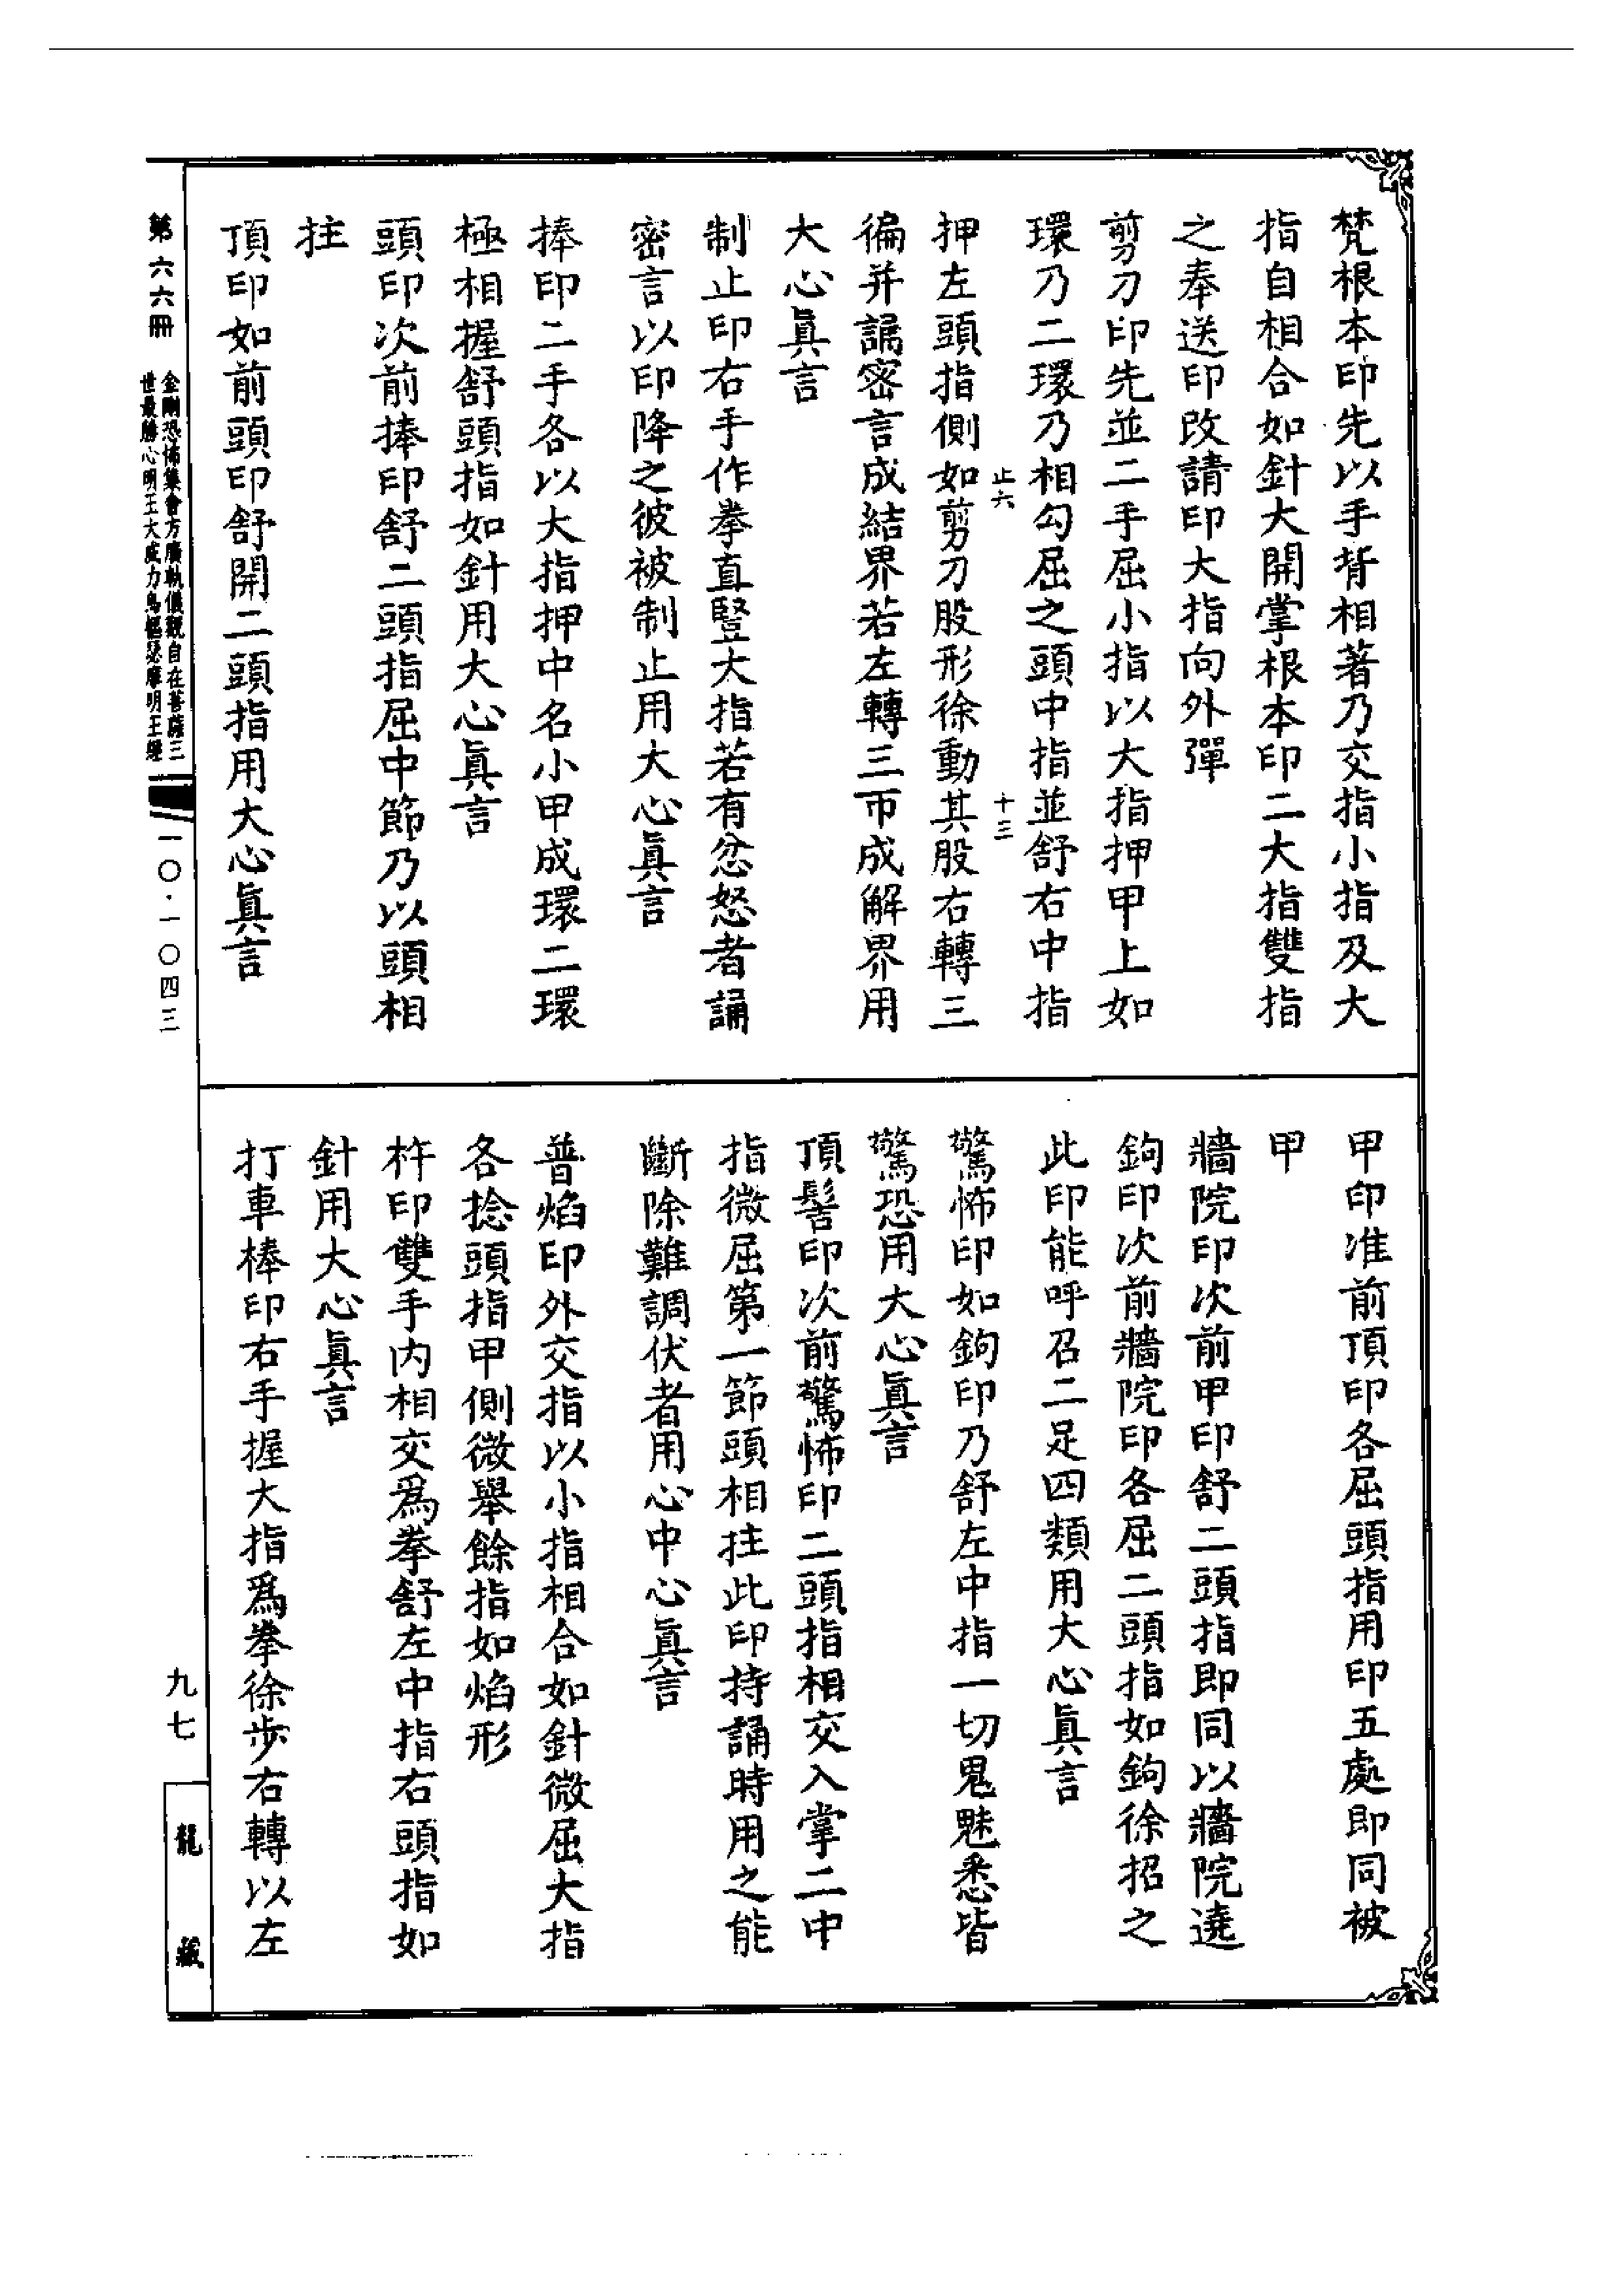 梵根本印先以手背相著乃交指小指及大
指自相合如針大開掌根本印二大指雙指
之奉送印改請印大指向外彈
剪刀印先並二手屈小指以大指押甲上如
環乃二環乃相勾屈之頭中指並舒右中指
止六
十三
押左頭指側如剪刀股形徐動其股右轉三
徧并誦密言成結界若左轉三帀成解界用
大心眞言
制止印右手作拳直豎大指若有忿怒者誦
密言以印降之彼被制止用大心眞言
捧印二手各以大指押中名小甲成環二環
極相握舒頭指如針用大心眞言
頭印次前捧印舒二頭指屈中節乃以頭相
拄
頂印如前頭印舒開二頭指用大心眞言
甲印准前頂印各屈頭指用印五處即同被
甲
牆院印次前甲印舒二頭指即同以牆院遶
鉤印次前牆院印各屈二頭指如鉤徐招之
此印能呼召二足四類用大心眞言
驚怖印如鉤印乃舒左中指一切鬼魅悉皆
驚恐用大心眞言
頂髻印次前驚怖印二頭指相交入掌二中
指微屈第一節頭相拄此印持誦時用之能
斷除難調伏者用心中心眞言
普焰印外交指以小指相合如針微屈大指
各捻頭指甲側微舉餘指如焰形
杵印雙手内相交爲拳舒左中指右頭指如
針用大心眞言
打車棒印右手握大指爲拳徐步右轉以左
第六六冊
金剛恐怖集會方廣軌儀觀自在菩薩三
世最勝心明王大威力烏樞瑟摩明王經
一〇·一〇四三
九七
龍藏